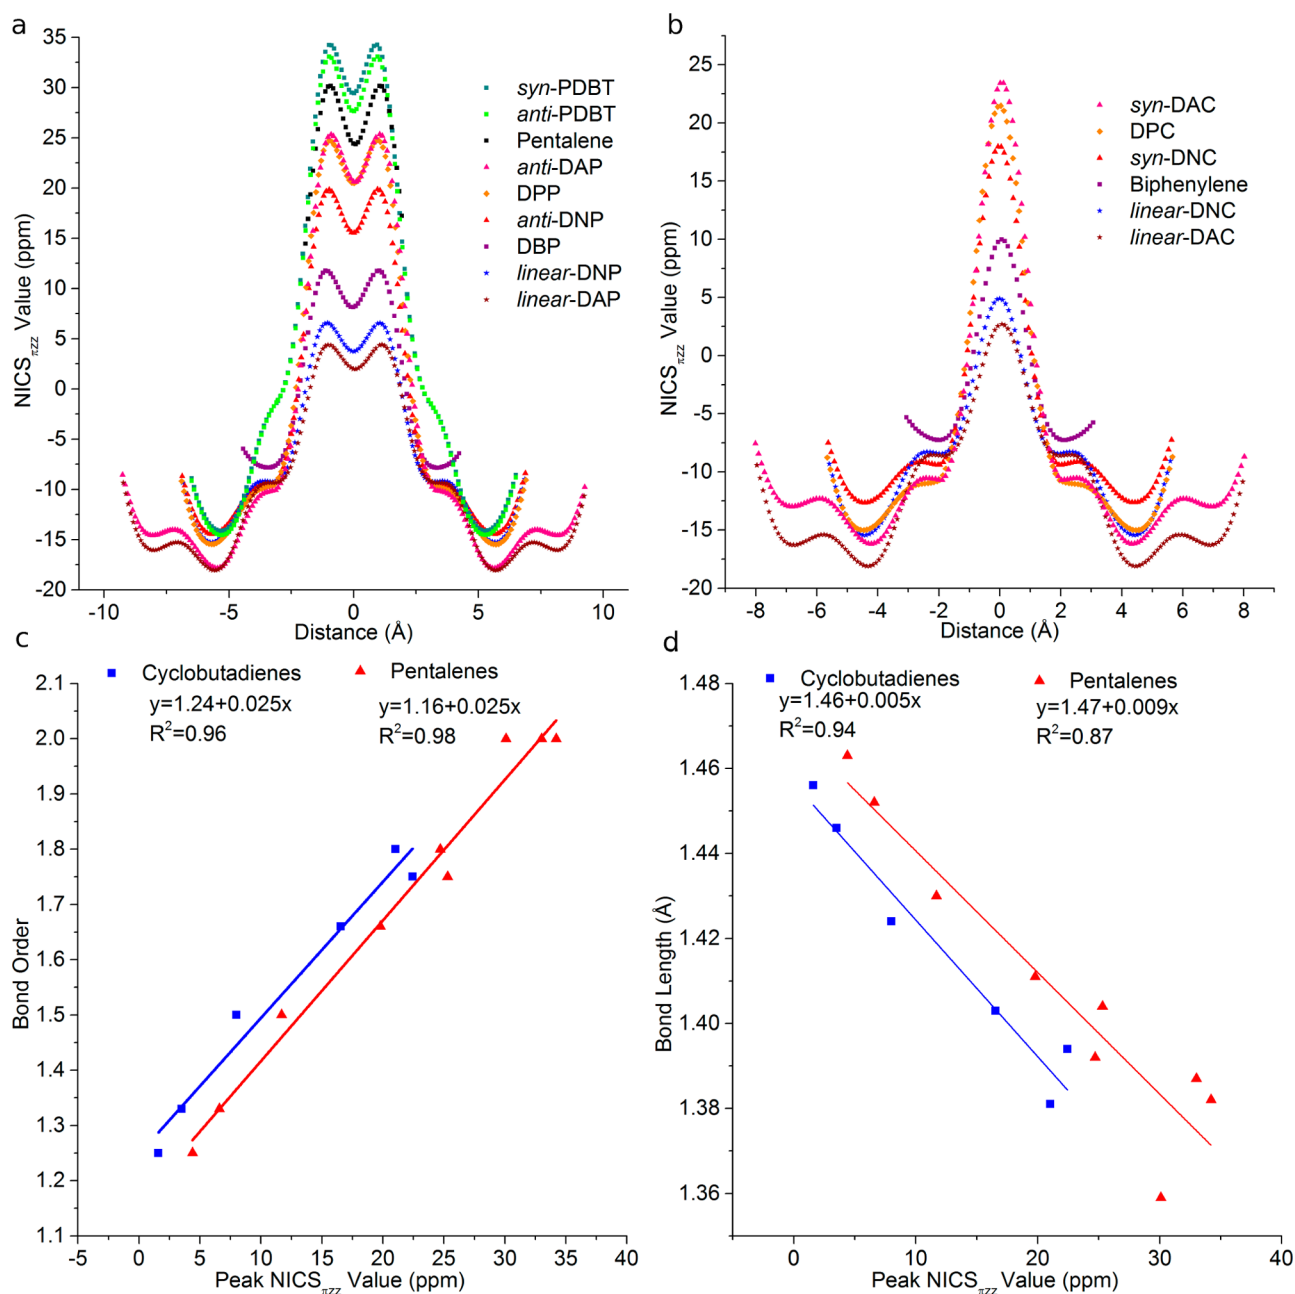 a
35
30
25
20
15
10
5
0
-5
-10
-15
-20
NICSπzz Value (ppm)
syn-PDBT
anti-PDBT
Pentalene
anti-DAP
DPP
anti-DNP
DBP
linear-DNP
linear-DAP
-10 -5 0 5 10
Distance (Å)
b
25
20
15
10
5
0
-5
-10
-15
-20
NICSπzz Value (ppm)
syn-DAC
DPC
syn-DNC
Biphenylene
linear-DNC
linear-DAC
-8 -6 -4 -2 0 2 4 6 8
Distance (Å)
c
Cyclobutadienes Pentalenes
y=1.24+0.025x y=1.16+0.025x
R²=0.96 R²=0.98
2.1
2.0
1.9
1.8
1.7
1.6
1.5
1.4
1.3
1.2
1.1
Bond Order
-5 0 5 10 15 20 25 30 35 40
Peak NICSπzz Value (ppm)
d
Cyclobutadienes Pentalenes
y=1.46+0.005x y=1.47+0.009x
R²=0.94 R²=0.87
1.48
1.46
1.44
1.42
1.40
1.38
1.36
Bond Length (Å)
0 10 20 30 40
Peak NICSπzz Value (ppm)